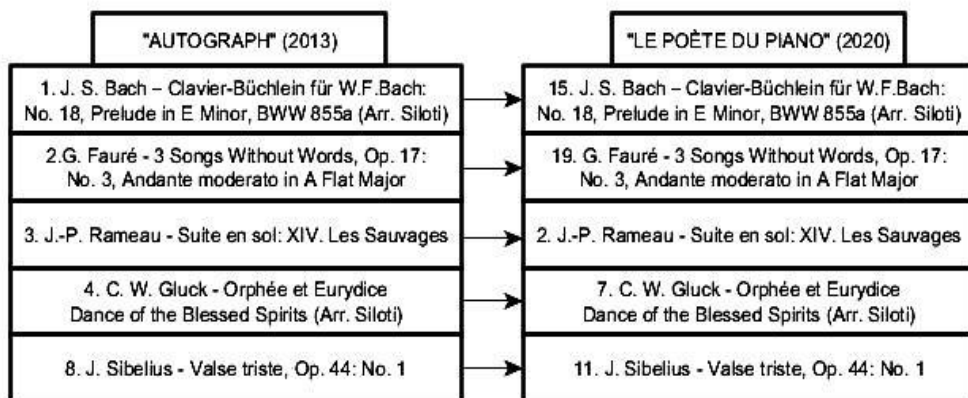 "AUTOGRAPH" (2013)
"LE POÈTE DU PIANO" (2020)
1. J. S. Bach – Clavier-Büchlein für W.F.Bach:
No. 18, Prelude in E Minor, BWW 855a (Arr. Siloti)
15. J. S. Bach – Clavier-Büchlein für W.F.Bach:
No. 18, Prelude in E Minor, BWW 855a (Arr. Siloti)
2.G. Fauré - 3 Songs Without Words, Op. 17:
No. 3, Andante moderato in A Flat Major
19. G. Fauré - 3 Songs Without Words, Op. 17:
No. 3, Andante moderato in A Flat Major
3. J.-P. Rameau - Suite en sol: XIV. Les Sauvages
2. J.-P. Rameau - Suite en sol: XIV. Les Sauvages
4. C. W. Gluck - Orphée et Eurydice
Dance of the Blessed Spirits (Arr. Siloti)
7. C. W. Gluck - Orphée et Eurydice
Dance of the Blessed Spirits (Arr. Siloti)
8. J. Sibelius - Valse triste, Op. 44: No. 1
11. J. Sibelius - Valse triste, Op. 44: No. 1